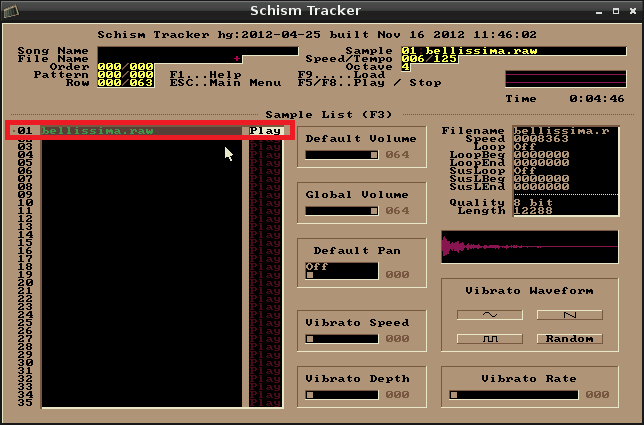 Schism Tracker
Schism Tracker hg:2012-04-25 built Nov 16 2012 11:46:02
Song Name
File Name +
Order 000/000
Pattern 000/000
Row 000/063
F1...Help
ESC..Main Menu
Sample 01 bellissima.raw
Speed/Tempo 006/125
Octave 4
F9.....Load
F5/F8..Play / Stop
Time 0:04:46
Sample List (F3)
01 bellissima.raw Play
03 Play
04 Play
05 Play
06 Play
07 Play
08 Play
09 Play
10 Play
11 Play
12 Play
13 Play
14 Play
15 Play
16 Play
17 Play
18 Play
19 Play
20 Play
21 Play
22 Play
23 Play
24 Play
25 Play
26 Play
27 Play
28 Play
29 Play
30 Play
31 Play
32 Play
33 Play
34 Play
35 Play
Default Volume
064
Global Volume
064
Default Pan
Off
000
Vibrato Speed
000
Vibrato Depth
000
Filename bellissima.r
Speed 0008363
Loop Off
LoopBeg 0000000
LoopEnd 0000000
SusLoop Off
SusLBeg 0000000
SusLEnd 0000000
Quality 8 bit
Length 12288
Vibrato Waveform
Random
Vibrato Rate
000